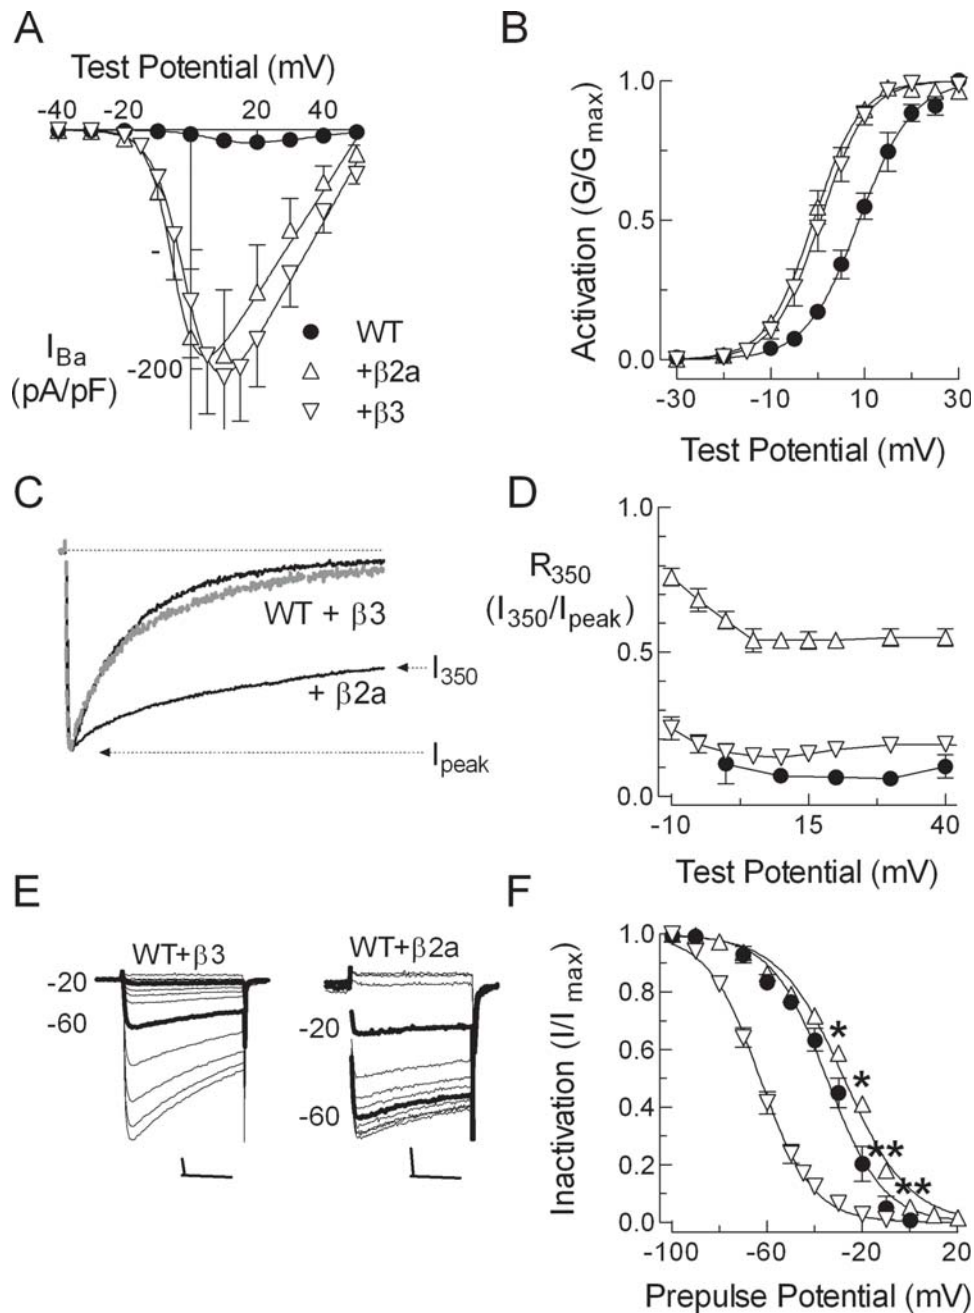 A
Test Potential (mV)
-40 -20 20 40
-
-200
I_Ba
(pA/pF)
WT
+β2a
+β3
B
Activation (G/G_max)
1.0
0.5
0.0
-30 -10 10 30
Test Potential (mV)
C
WT + β3
+ β2a
I_350
I_peak
D
R_350
(I_350/I_peak)
1.0
0.5
0.0
-10 15 40
Test Potential (mV)
E
WT+β3
-20
-60
WT+β2a
-20
-60
F
Inactivation (I/I_max)
1.0
0.8
0.6
0.4
0.2
0.0
*
*
**
**
-100 -60 -20 20
Prepulse Potential (mV)